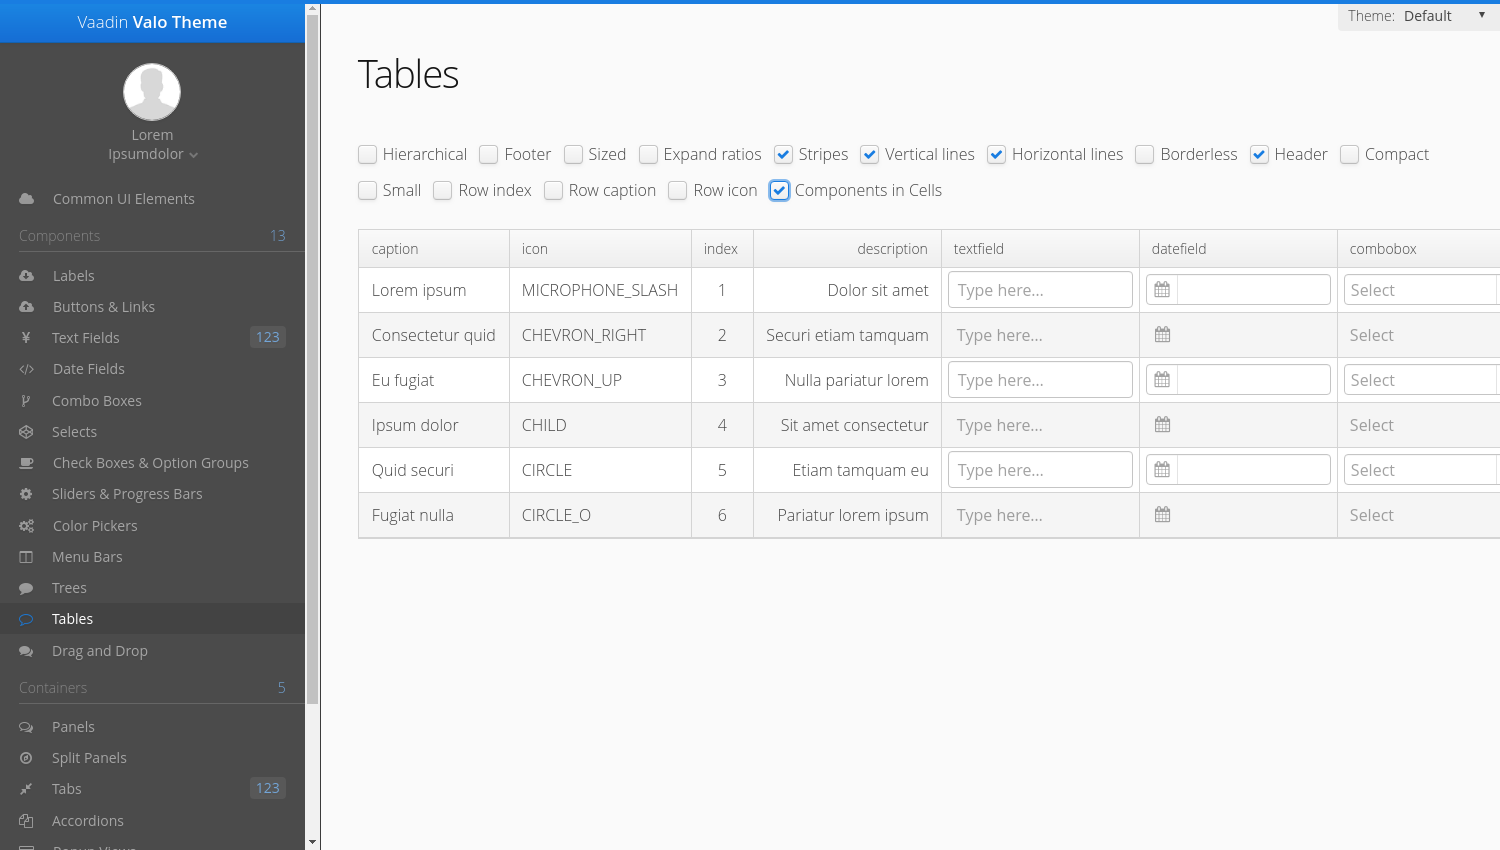 Vaadin Valo Theme
Lorem
Ipsumdolor
Common UI Elements
Components 13
Labels
Buttons & Links
Text Fields 123
Date Fields
Combo Boxes
Selects
Check Boxes & Option Groups
Sliders & Progress Bars
Color Pickers
Menu Bars
Trees
Tables
Drag and Drop
Containers 5
Panels
Split Panels
Tabs 123
Accordions
Popup Views
Theme: Default
Tables
Hierarchical Footer Sized Expand ratios Stripes Vertical lines Horizontal lines Borderless Header Compact
Small Row index Row caption Row icon Components in Cells
caption icon index description textfield datefield combobox
Lorem ipsum MICROPHONE_SLASH 1 Dolor sit amet Type here... Select
Consectetur quid CHEVRON_RIGHT 2 Securi etiam tamquam Type here... Select
Eu fugiat CHEVRON_UP 3 Nulla pariatur lorem Type here... Select
Ipsum dolor CHILD 4 Sit amet consectetur Type here... Select
Quid securi CIRCLE 5 Etiam tamquam eu Type here... Select
Fugiat nulla CIRCLE_O 6 Pariatur lorem ipsum Type here... Select